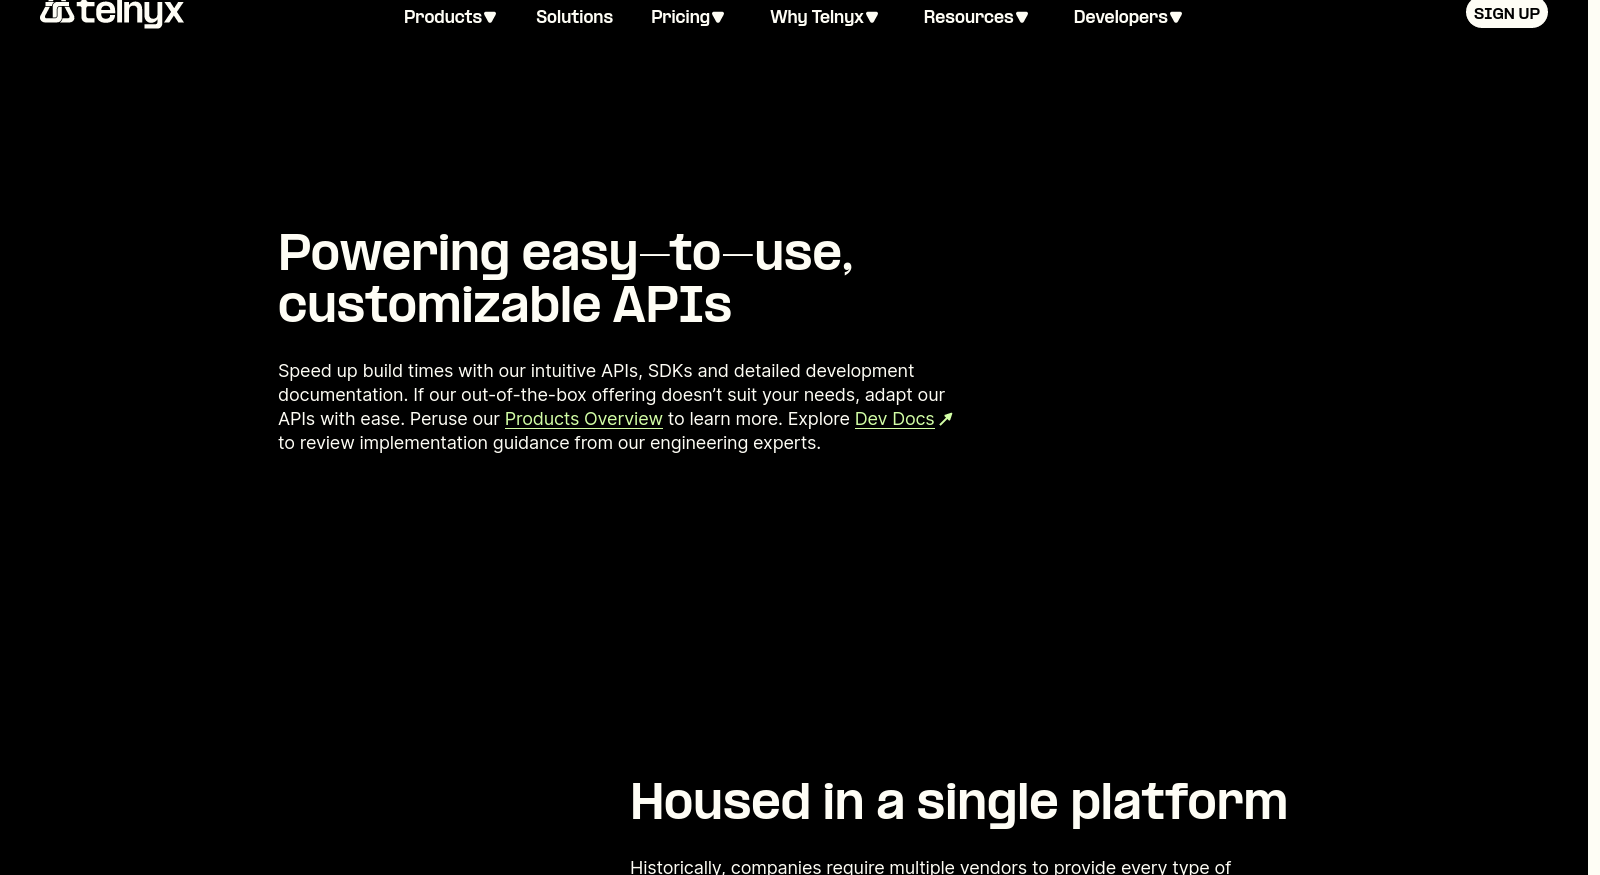 telnyx
Products
Solutions
Pricing
Why Telnyx
Resources
Developers
SIGN UP
Powering easy—to—use,
customizable APIs
Speed up build times with our intuitive APIs, SDKs and detailed development
documentation. If our out-of-the-box offering doesn’t suit your needs, adapt our
APIs with ease. Peruse our Products Overview to learn more. Explore Dev Docs
to review implementation guidance from our engineering experts.
Housed in a single platform
Historically, companies require multiple vendors to provide every type of